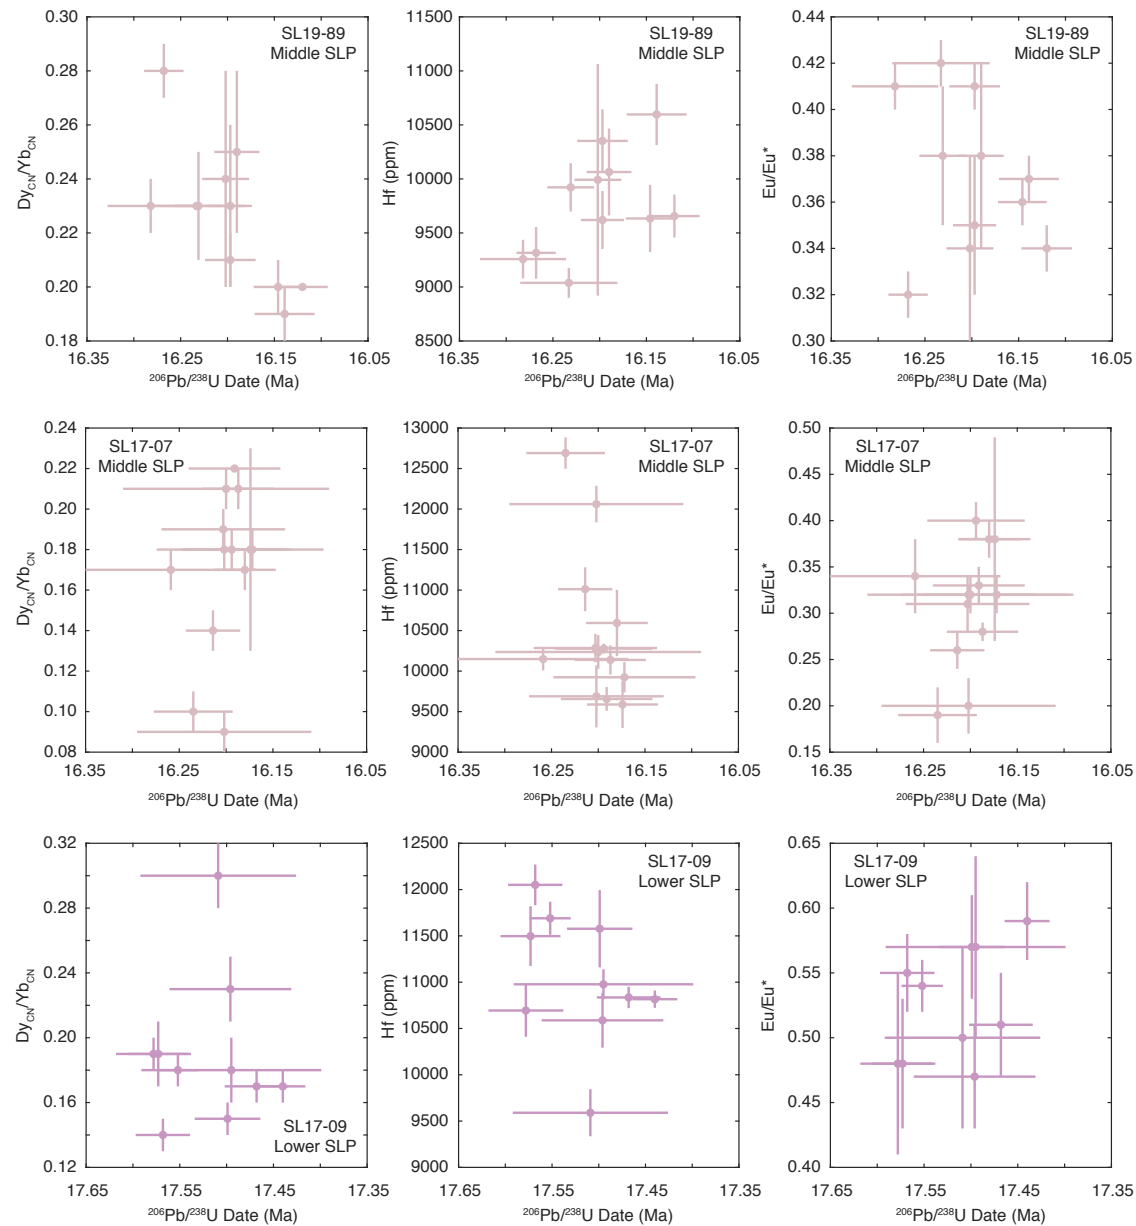 0.30
0.28
0.26
0.24
0.22
0.20
0.18
DyCN/YbCN
SL19-89
Middle SLP
16.35
16.25
16.15
16.05
206Pb/238U Date (Ma)
11500
11000
10500
10000
9500
9000
8500
Hf (ppm)
SL19-89
Middle SLP
16.35
16.25
16.15
16.05
206Pb/238U Date (Ma)
0.44
0.42
0.40
0.38
0.36
0.34
0.32
0.30
Eu/Eu*
SL19-89
Middle SLP
16.35
16.25
16.15
16.05
206Pb/238U Date (Ma)
0.24
0.22
0.20
0.18
0.16
0.14
0.12
0.10
0.08
DyCN/YbCN
SL17-07
Middle SLP
16.35
16.25
16.15
16.05
206Pb/238U Date (Ma)
13000
12500
12000
11500
11000
10500
10000
9500
9000
Hf (ppm)
SL17-07
Middle SLP
16.35
16.25
16.15
16.05
206Pb/238U Date (Ma)
0.50
0.45
0.40
0.35
0.30
0.25
0.20
0.15
Eu/Eu*
SL17-07
Middle SLP
16.35
16.25
16.15
16.05
206Pb/238U Date (Ma)
0.32
0.28
0.24
0.20
0.16
0.12
DyCN/YbCN
SL17-09
Lower SLP
17.65
17.55
17.45
17.35
206Pb/238U Date (Ma)
12500
12000
11500
11000
10500
10000
9500
9000
Hf (ppm)
SL17-09
Lower SLP
17.65
17.55
17.45
17.35
206Pb/238U Date (Ma)
0.65
0.60
0.55
0.50
0.45
0.40
Eu/Eu*
SL17-09
Lower SLP
17.65
17.55
17.45
17.35
206Pb/238U Date (Ma)